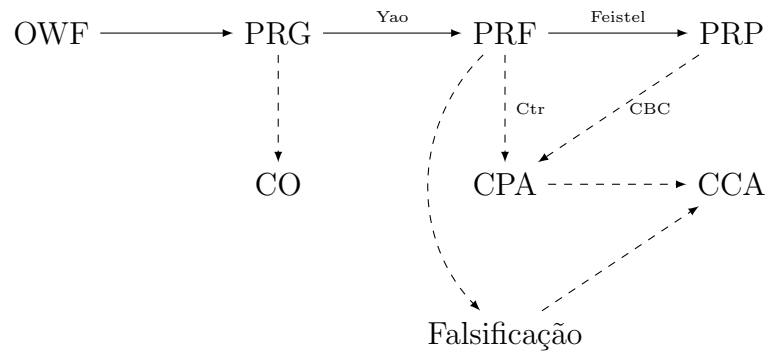 Yao Feistel
OWF PRG PRF PRP
Ctr CBC
CO CPA CCA
Falsificação